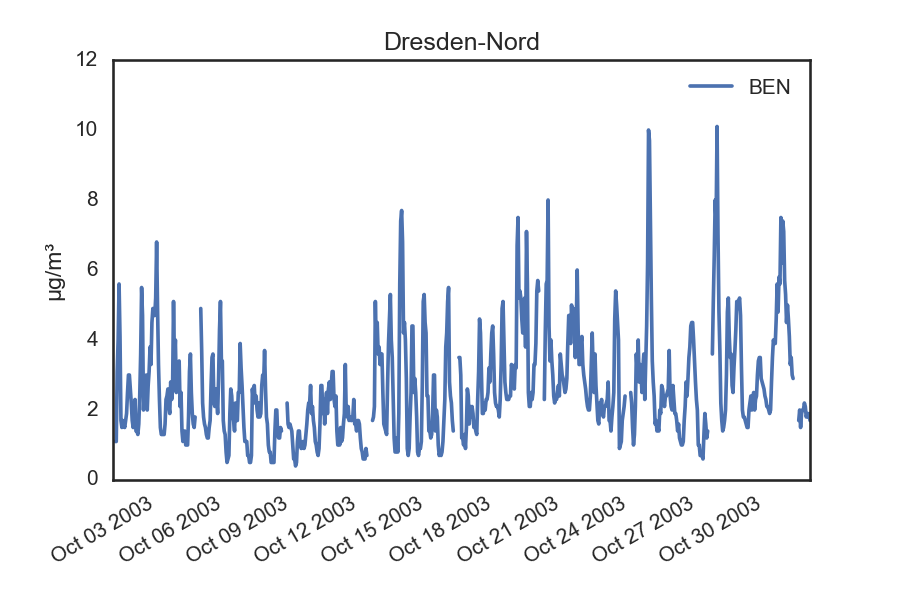 Dresden-Nord
12
10
8
6
4
2
0
µg/m³
BEN
Oct 03 2003
Oct 06 2003
Oct 09 2003
Oct 12 2003
Oct 15 2003
Oct 18 2003
Oct 21 2003
Oct 24 2003
Oct 27 2003
Oct 30 2003